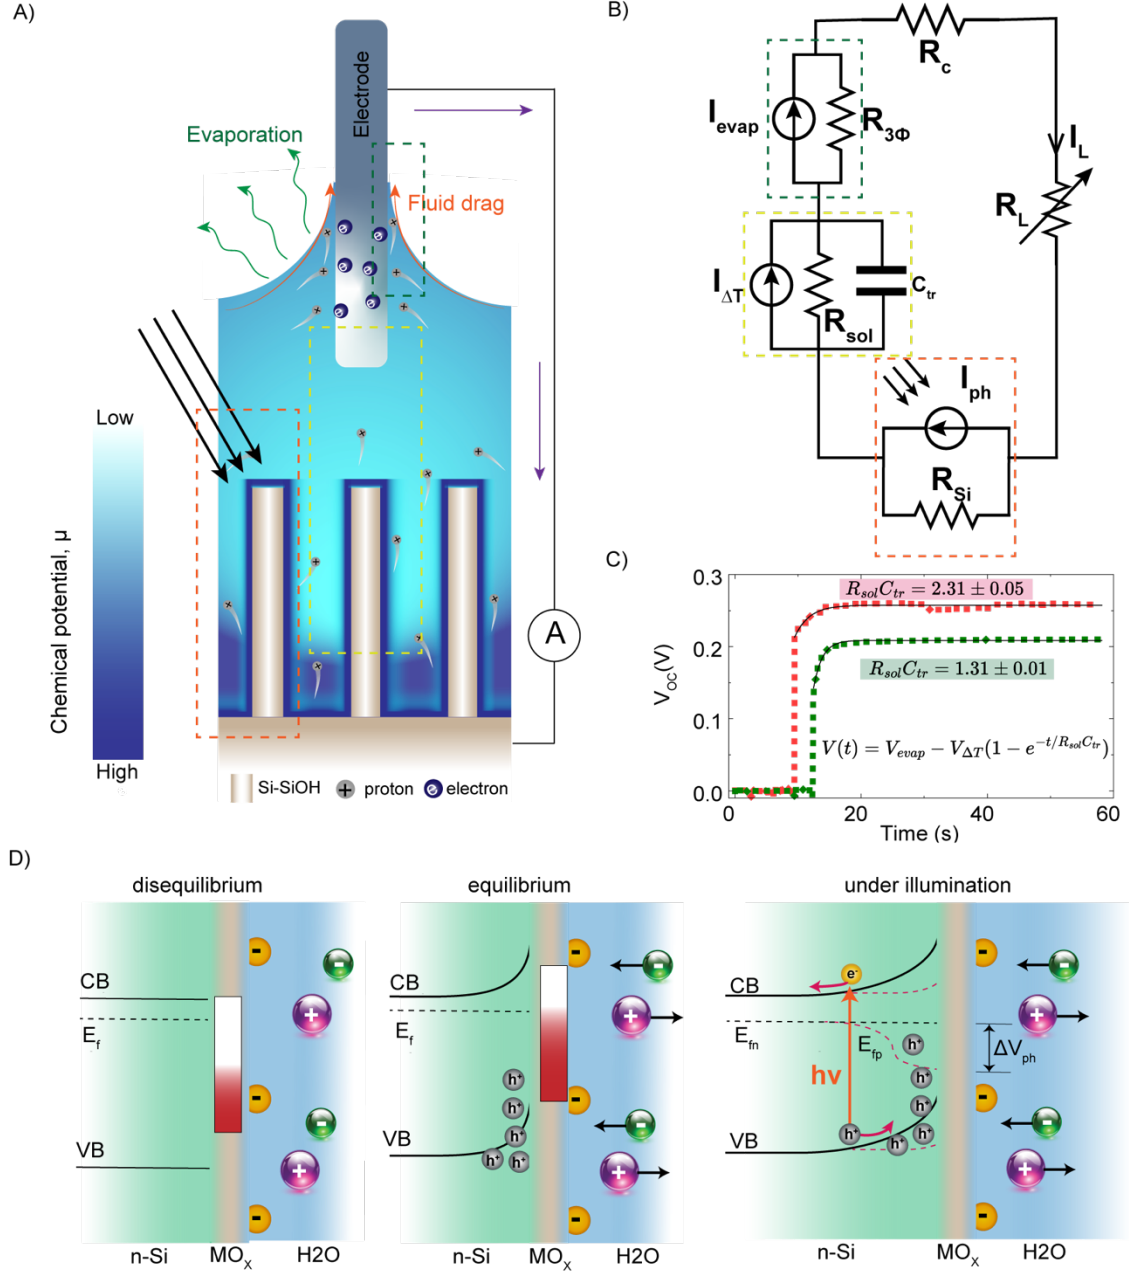 A)
Electrode
Evaporation
Fluid drag
e e e e e e
+ + + + + + + + + + + + + +
Low
Chemical potential, μ
High
A
Si-SiOH + proton e electron
B)
R_c
I_evap
R_3Φ
I_L
R_L
I_ΔT
R_sol
C_tr
I_ph
R_Si
C)
0.3
0.2
0.1
0.0
V_OC(V)
R_solC_tr = 2.31 ± 0.05
R_solC_tr = 1.31 ± 0.01
V(t) = V_evap − V_ΔT(1 − e^{−t/R_solC_tr})
20 40 60
Time (s)
D)
disequilibrium
CB
E_f
VB
- - -
- -
+ +
n-Si MO_X H2O
equilibrium
CB
E_f
VB
h⁺ h⁺ h⁺ h⁺ h⁺
- - -
- -
+ +
n-Si MO_X H2O
under illumination
CB
e⁻
E_fn
E_fp
hν
ΔV_ph
VB
h⁺ h⁺ h⁺ h⁺ h⁺ h⁺
- - -
- -
+ +
n-Si MO_X H2O